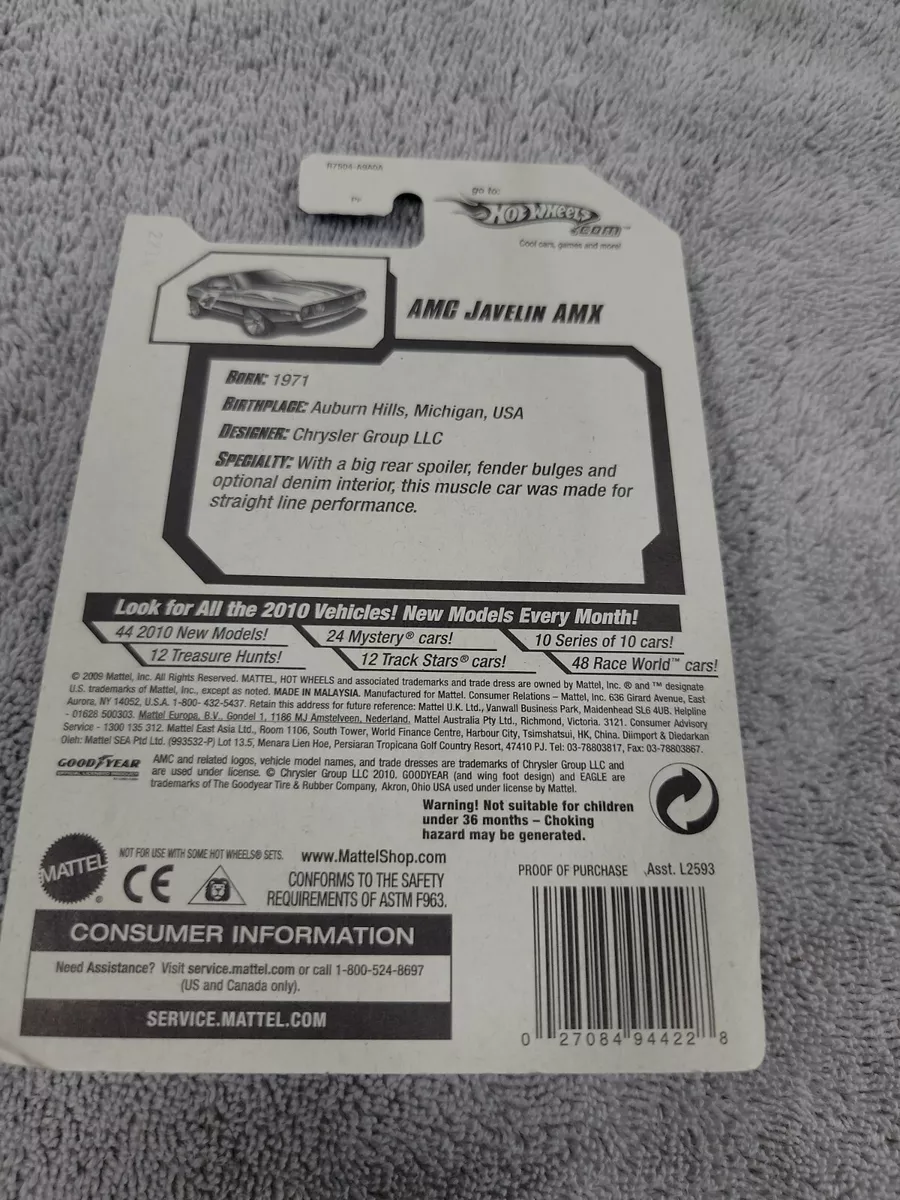 go to:
HOT WHEELS
.COM™
Cool cars, games and more!
AMC JAVELIN AMX
BORN: 1971
BIRTHPLACE: Auburn Hills, Michigan, USA
DESIGNER: Chrysler Group LLC
SPECIALTY: With a big rear spoiler, fender bulges and
optional denim interior, this muscle car was made for
straight line performance.
Look for All the 2010 Vehicles! New Models Every Month!
44 2010 New Models!
24 Mystery® cars!
10 Series of 10 cars!
12 Treasure Hunts!
12 Track Stars® cars!
48 Race World™ cars!
© 2009 Mattel, Inc. All Rights Reserved. MATTEL, HOT WHEELS and associated trademarks and trade dress are owned by Mattel, Inc. ® and ™ designate
U.S. trademarks of Mattel, Inc., except as noted. MADE IN MALAYSIA. Manufactured for Mattel. Consumer Relations – Mattel, Inc. 636 Girard Avenue, East
Aurora, NY 14052, U.S.A. 1-800- 432-5437. Retain this address for future reference: Mattel U.K. Ltd., Vanwall Business Park, Maidenhead SL6 4UB. Helpline
- 01628 500303. Mattel Europa, B.V., Gondel 1, 1186 MJ Amstelveen, Nederland. Mattel Australia Pty Ltd., Richmond, Victoria. 3121. Consumer Advisory
Service - 1300 135 312. Mattel East Asia Ltd., Room 1106, South Tower, World Finance Centre, Harbour City, Tsimshatsui, HK, China. Diimport & Diedarkan
Oleh: Mattel SEA Ptd Ltd. (993532-P) Lot 13.5, Menara Lien Hoe, Persiaran Tropicana Golf Country Resort, 47410 PJ. Tel: 03-78803817, Fax: 03-78803867.
GOODYEAR
AMC and related logos, vehicle model names, and trade dresses are trademarks of Chrysler Group LLC and
are used under license. © Chrysler Group LLC 2010. GOODYEAR (and wing foot design) and EAGLE are
trademarks of The Goodyear Tire & Rubber Company, Akron, Ohio USA used under license by Mattel.
Warning! Not suitable for children
under 36 months – Choking
hazard may be generated.
MATTEL®
NOT FOR USE WITH SOME HOT WHEELS® SETS.
www.MattelShop.com
CE
CONFORMS TO THE SAFETY
REQUIREMENTS OF ASTM F963.
PROOF OF PURCHASE
Asst. L2593
CONSUMER INFORMATION
Need Assistance? Visit service.mattel.com or call 1-800-524-8697
(US and Canada only).
SERVICE.MATTEL.COM
0 27084 94422 8